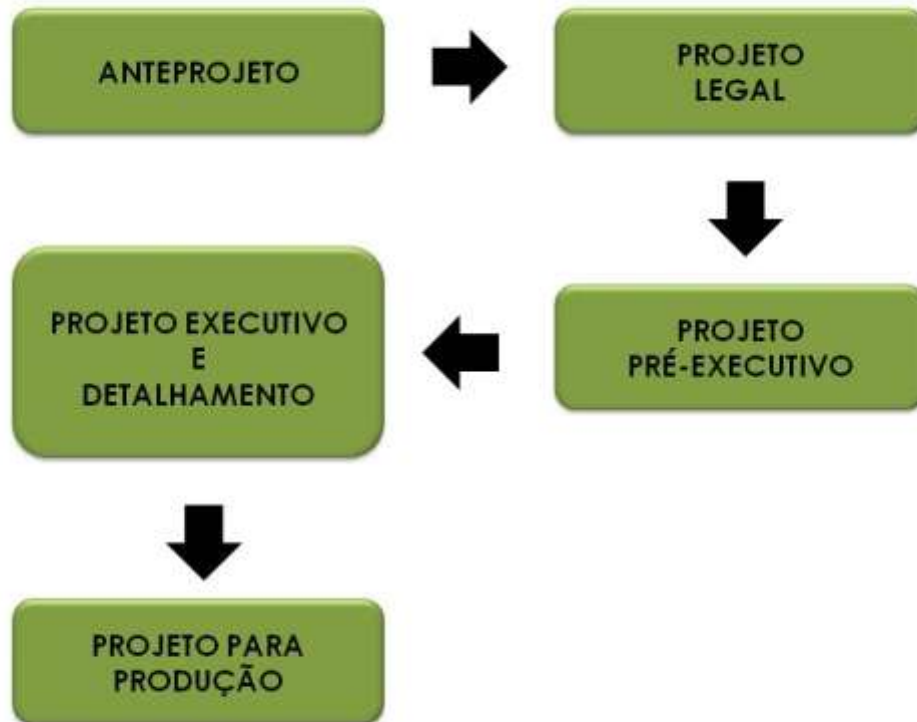 ANTEPROJETO
PROJETO
LEGAL
PROJETO
PRÉ-EXECUTIVO
PROJETO EXECUTIVO
E
DETALHAMENTO
PROJETO PARA
PRODUÇÃO